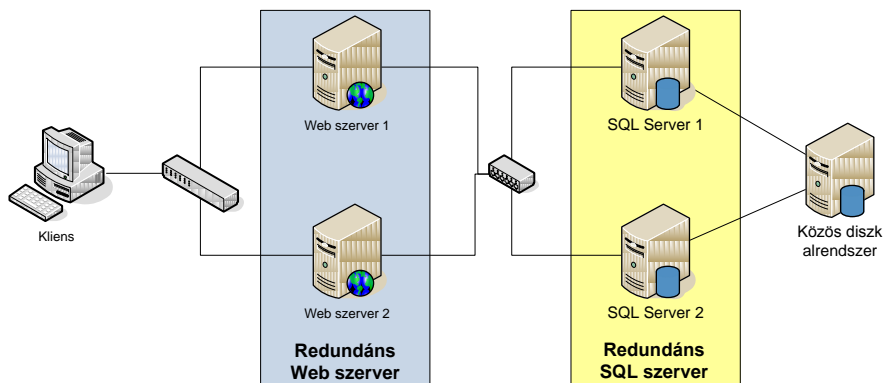 Kliens
Web szerver 1
Web szerver 2
Redundáns
Web szerver
SQL Server 1
SQL Server 2
Redundáns
SQL szerver
Közös diszk
alrendszer